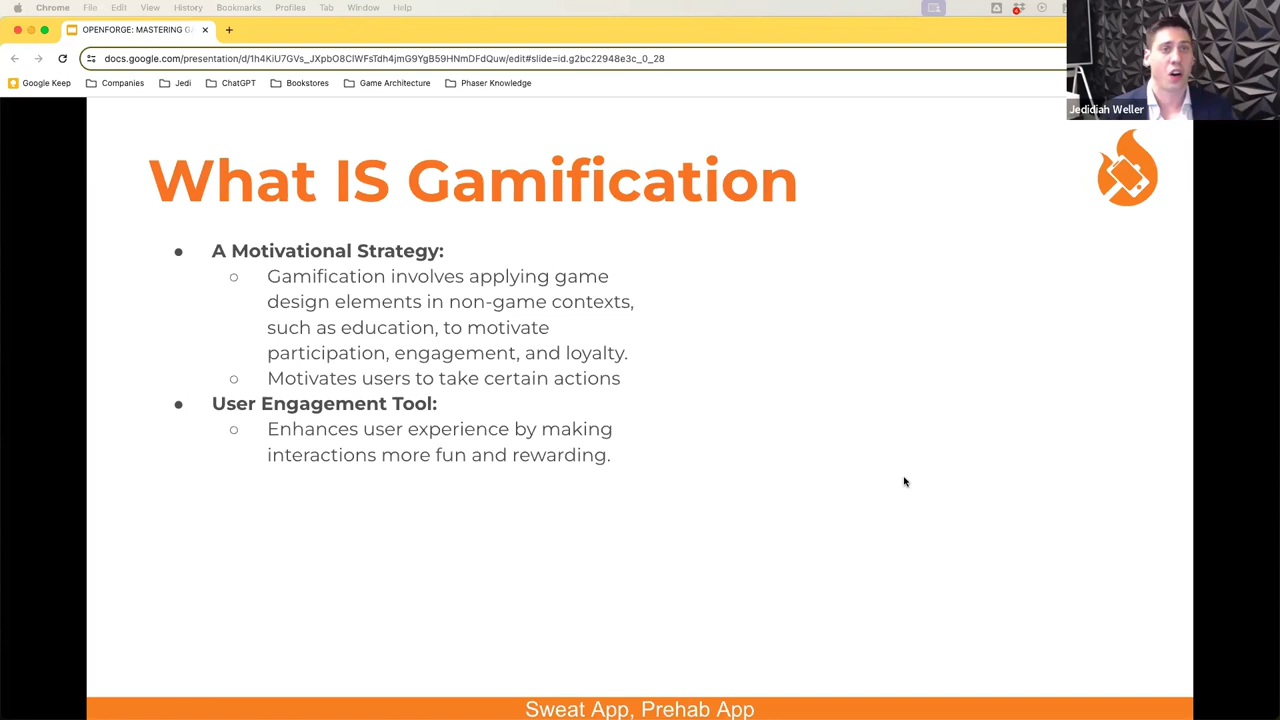 Chrome File Edit View History Bookmarks Profiles Tab Window Help
OPENFORGE: MASTERING GA
docs.google.com/presentation/d/1h4KiU7GVs_JXpbO8CIWFsTdh4jmG9YgB59HNmDFdQuw/edit#slide=id.g2bc22948e3c_0_28
Google Keep Companies Jedi ChatGPT Bookstores Game Architecture Phaser Knowledge
Jedidiah Weller
What IS Gamification
● A Motivational Strategy:
○ Gamification involves applying game
design elements in non-game contexts,
such as education, to motivate
participation, engagement, and loyalty.
○ Motivates users to take certain actions
● User Engagement Tool:
○ Enhances user experience by making
interactions more fun and rewarding.
Sweat App, Prehab App